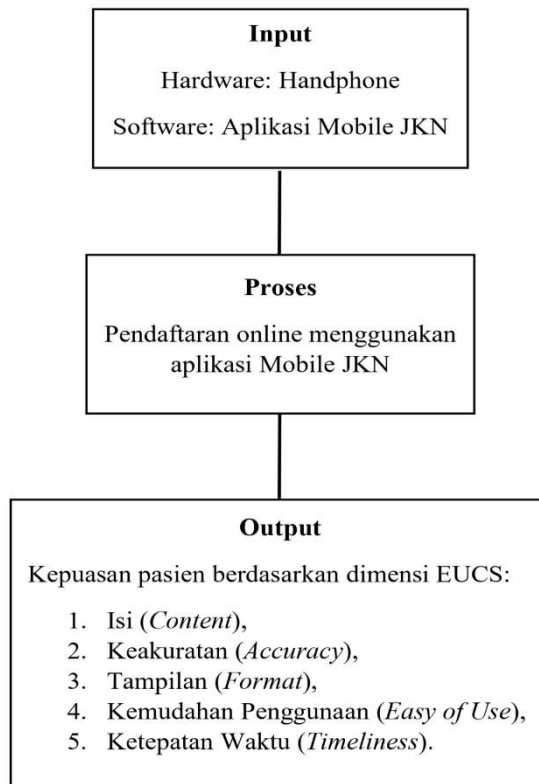 Input
Hardware: Handphone
Software: Aplikasi Mobile JKN
Proses
Pendaftaran online menggunakan
aplikasi Mobile JKN
Output
Kepuasan pasien berdasarkan dimensi EUCS:
1. Isi (Content),
2. Keakuratan (Accuracy),
3. Tampilan (Format),
4. Kemudahan Penggunaan (Easy of Use),
5. Ketepatan Waktu (Timeliness).